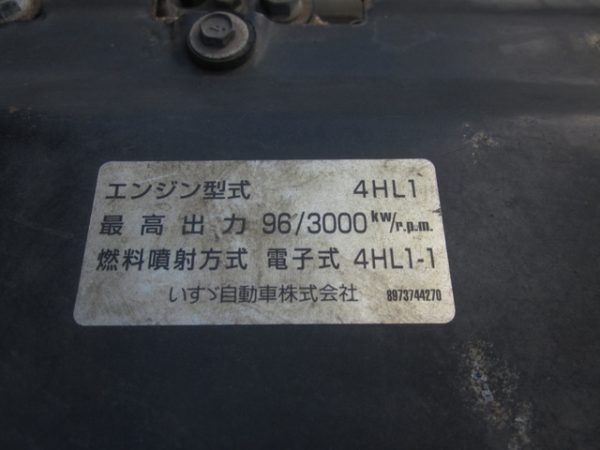 エンジン型式 4HL1
最高出力 96/3000 kw/r.p.m.
燃料噴射方式 電子式 4HL1-1
いすゞ自動車株式会社 8973744270